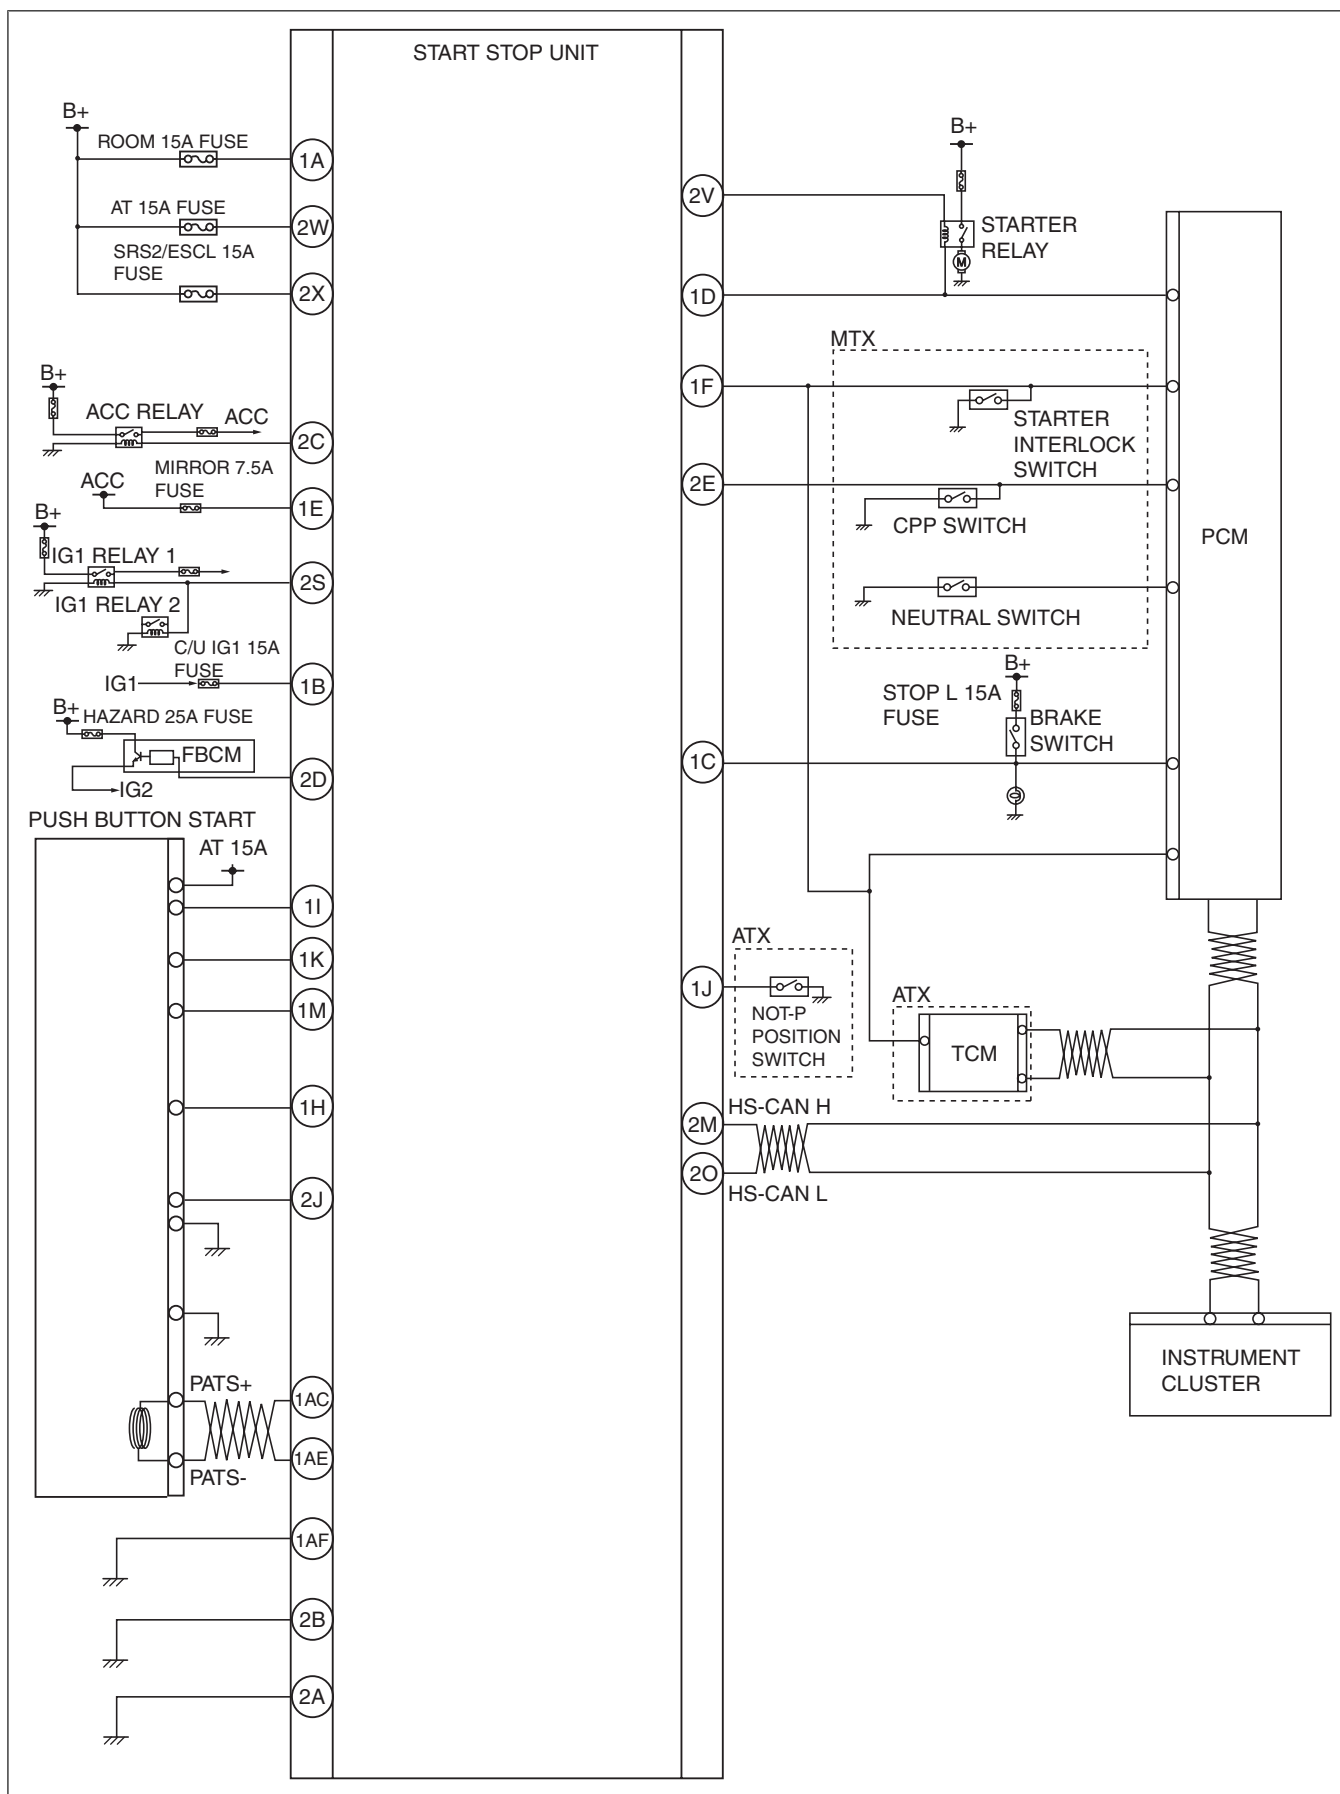 START STOP UNIT
B+
ROOM 15A FUSE
1A
AT 15A FUSE
2W
SRS2/ESCL 15A
FUSE
2X
B+
ACC RELAY
ACC
2C
MIRROR 7.5A
FUSE
ACC
1E
B+
IG1 RELAY 1
2S
IG1 RELAY 2
C/U IG1 15A
FUSE
IG1
1B
B+
HAZARD 25A FUSE
FBCM
2D
IG2
PUSH BUTTON START
AT 15A
1I
1K
1M
1H
2J
PATS+
1AC
1AE
PATS-
1AF
2B
2A
B+
2V
STARTER
RELAY
M
1D
MTX
1F
STARTER
INTERLOCK
SWITCH
2E
CPP SWITCH
PCM
NEUTRAL SWITCH
B+
STOP L 15A
FUSE
BRAKE
SWITCH
1C
ATX
1J
NOT-P
POSITION
SWITCH
ATX
TCM
2M
HS-CAN H
2O
HS-CAN L
INSTRUMENT
CLUSTER